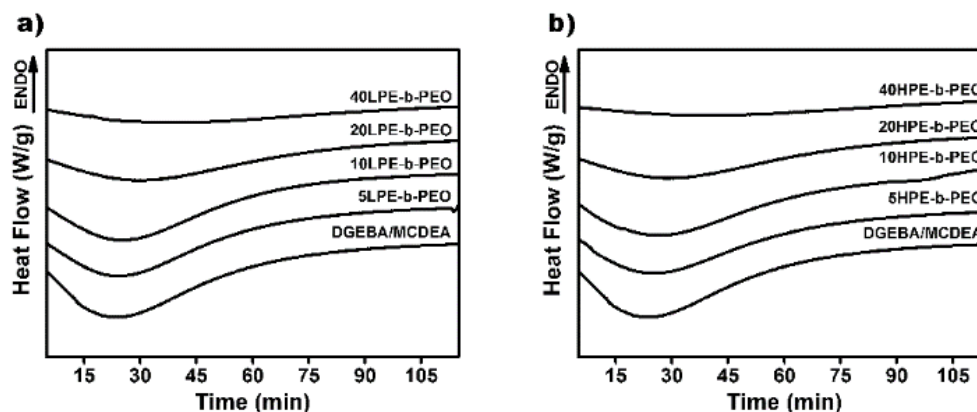 a)
ENDO
Heat Flow (W/g)
40LPE-b-PEO
20LPE-b-PEO
10LPE-b-PEO
5LPE-b-PEO
DGEBA/MCDEA
15 30 45 60 75 90 105
Time (min)
b)
ENDO
Heat Flow (W/g)
40HPE-b-PEO
20HPE-b-PEO
10HPE-b-PEO
5HPE-b-PEO
DGEBA/MCDEA
15 30 45 60 75 90 105
Time (min)